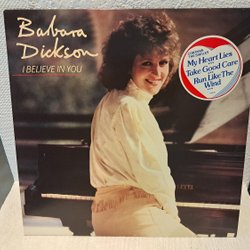 Barbara
Dickson
I BELIEVE IN YOU
My Heart Lies
Take Good Care
Run Like The
Wind